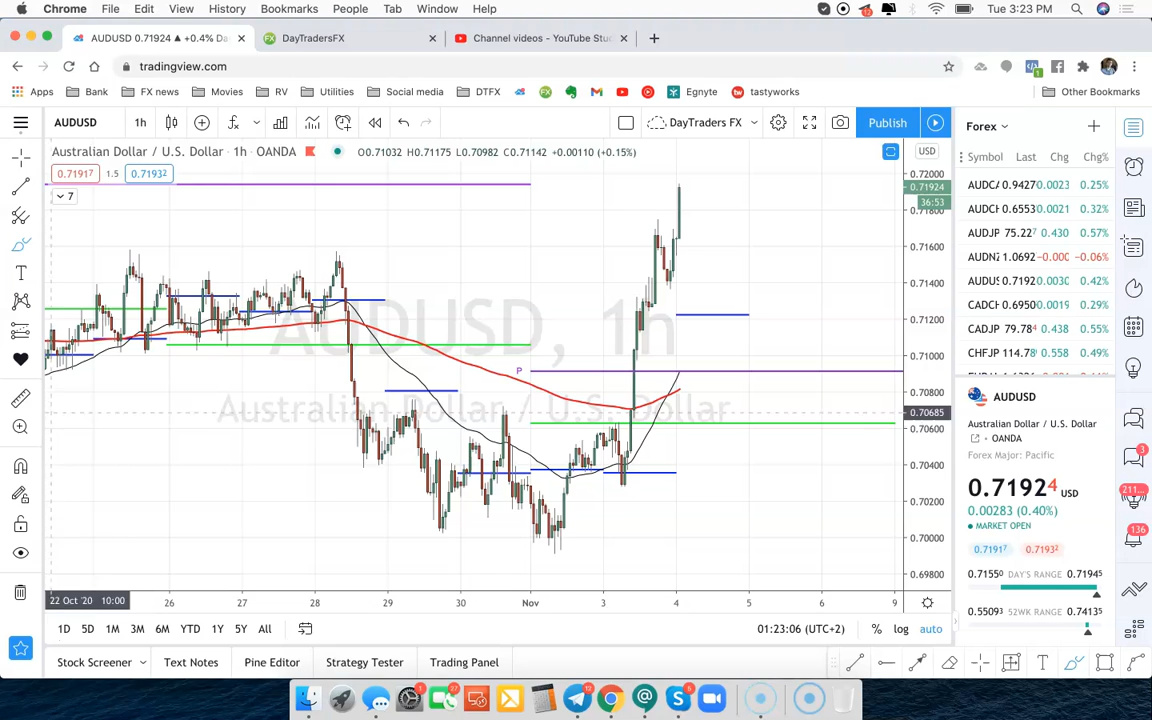 Chrome File Edit View History Bookmarks People Tab Window Help 12 Tue 3:23 PM
AUDUSD 0.71924 ▲ +0.4% Da × DayTradersFX × Channel videos - YouTube Stu × +
tradingview.com
Apps Bank FX news Movies RV Utilities Social media DTFX Egnyte tastyworks Other Bookmarks
AUDUSD 1h DayTraders FX Publish Forex
Australian Dollar / U.S. Dollar · 1h · OANDA O0.71032 H0.71175 L0.70982 C0.71142 +0.00110 (+0.15%) USD
Symbol Last Chg Chg%
0.71917 1.5 0.71932
7
0.72000
0.71924
36:53
0.71800
0.71600
0.71400
0.71200
0.71000
0.70800
0.70685
0.70600
0.70400
0.70200
0.70000
0.69800
AUDCA 0.9427 0.0023 0.25%
AUDCH 0.6553 0.0021 0.32%
AUDJP 75.227 0.430 0.57%
AUDNZ 1.0692 -0.000 -0.06%
AUDUS 0.7192 0.0030 0.42%
CADCH 0.6950 0.0019 0.29%
CADJP 79.78 0.438 0.55%
CHFJP 114.78 0.558 0.49%
AUDUSD, 1h
Australian Dollar / U.S. Dollar
P
AUDUSD
Australian Dollar / U.S. Dollar
OANDA
Forex Major: Pacific
0.71924 USD
0.00283 (0.40%)
MARKET OPEN
0.71917 0.71932
0.71550 DAY'S RANGE 0.71945
0.55093 52WK RANGE 0.74135
3
211...
136
22 Oct '20 10:00 26 27 28 29 30 Nov 3 4 5 6 9
1D 5D 1M 3M 6M YTD 1Y 5Y All 01:23:06 (UTC+2) % log auto
Stock Screener Text Notes Pine Editor Strategy Tester Trading Panel